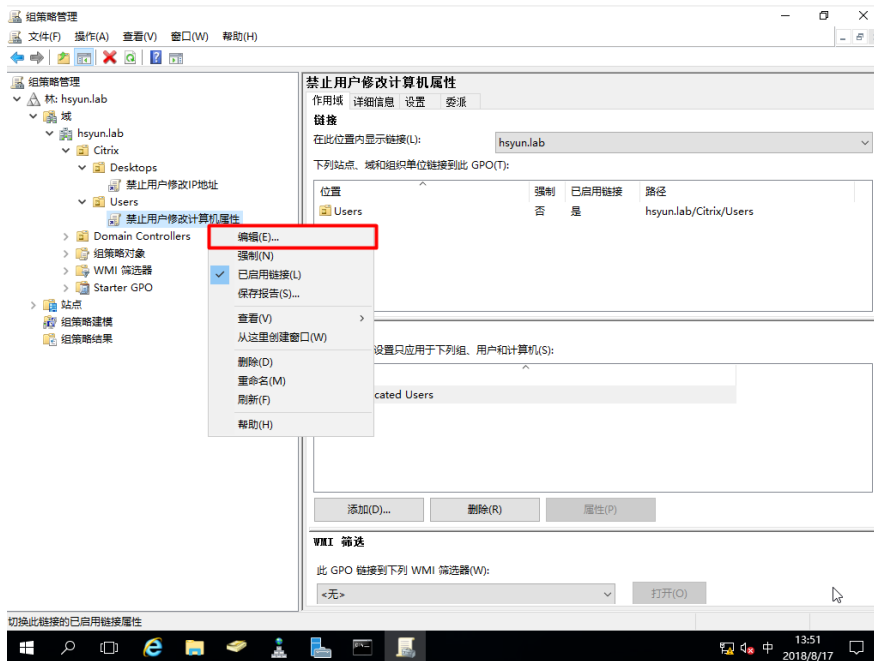 组策略管理
文件(F) 操作(A) 查看(V) 窗口(W) 帮助(H)
组策略管理
林: hsyun.lab
域
hsyun.lab
Citrix
Desktops
禁止用户修改IP地址
Users
禁止用户修改计算机属性
Domain Controllers
组策略对象
WMI 筛选器
Starter GPO
站点
组策略建模
组策略结果
编辑(E)...
强制(N)
已启用链接(L)
保存报告(S)...
查看(V)
从这里创建窗口(W)
删除(D)
重命名(M)
刷新(F)
帮助(H)
禁止用户修改计算机属性
作用域 详细信息 设置 委派
链接
在此位置内显示链接(L): hsyun.lab
下列站点、域和组织单位链接到此 GPO(T):
位置 强制 已启用链接 路径
Users 否 是 hsyun.lab/Citrix/Users
设置只应用于下列组、用户和计算机(S):
cated Users
添加(D)... 删除(R) 属性(P)
WMI 筛选
此 GPO 链接到下列 WMI 筛选器(W):
<无> 打开(O)
切换此链接的已启用链接属性
中 13:51
2018/8/17